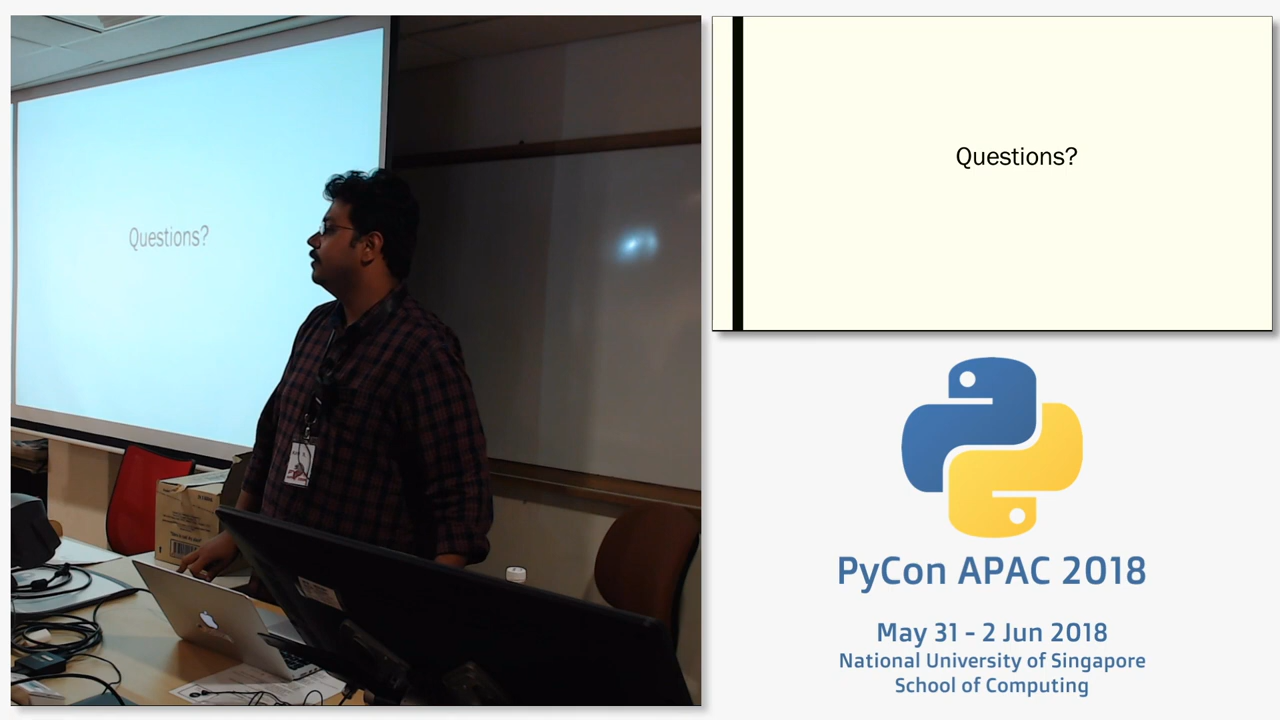 Questions?
Questions?
PyCon APAC 2018
May 31 - 2 Jun 2018
National University of Singapore
School of Computing